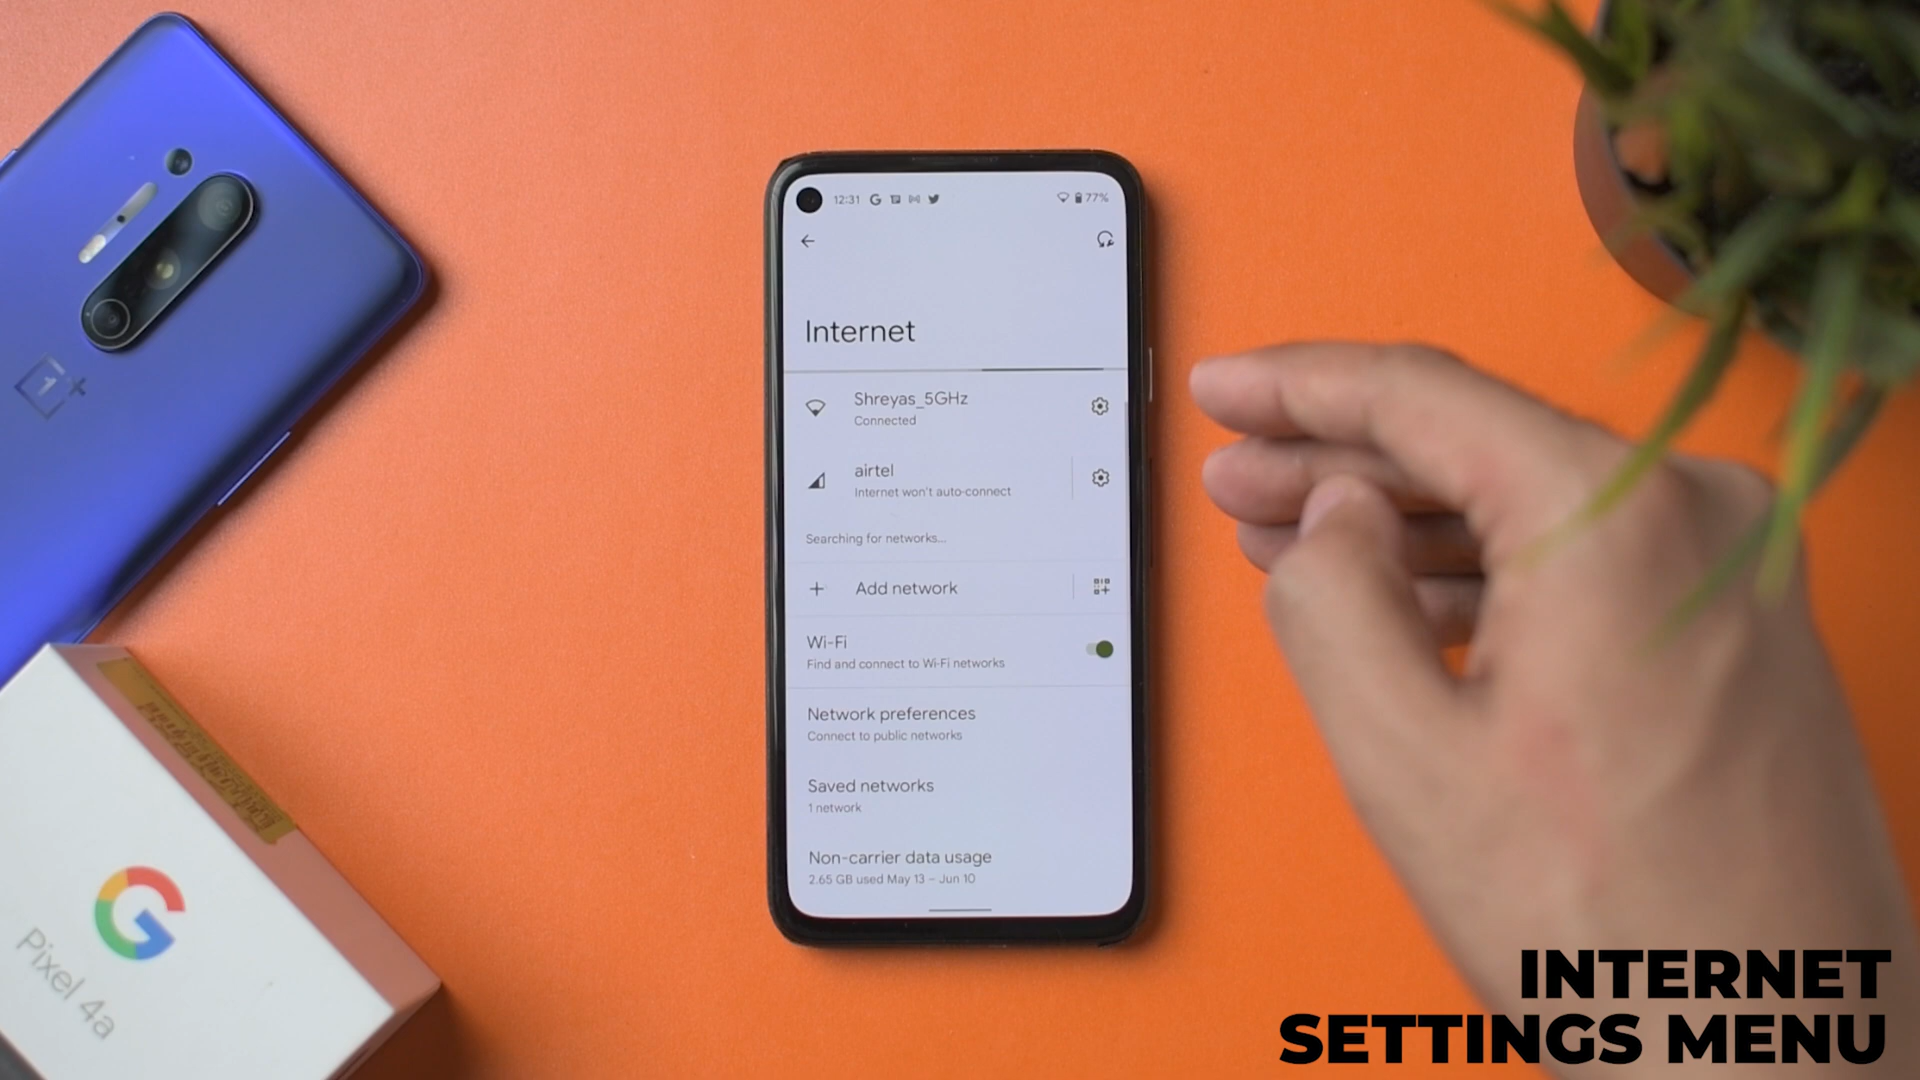 12:31
77%
Internet
Shreyas_5GHz
Connected
airtel
Internet won't auto-connect
Searching for networks...
Add network
Wi-Fi
Find and connect to Wi-Fi networks
Network preferences
Connect to public networks
Saved networks
1 network
Non-carrier data usage
2.65 GB used May 13 – Jun 10
1+
G
Pixel 4a
INTERNET
SETTINGS MENU